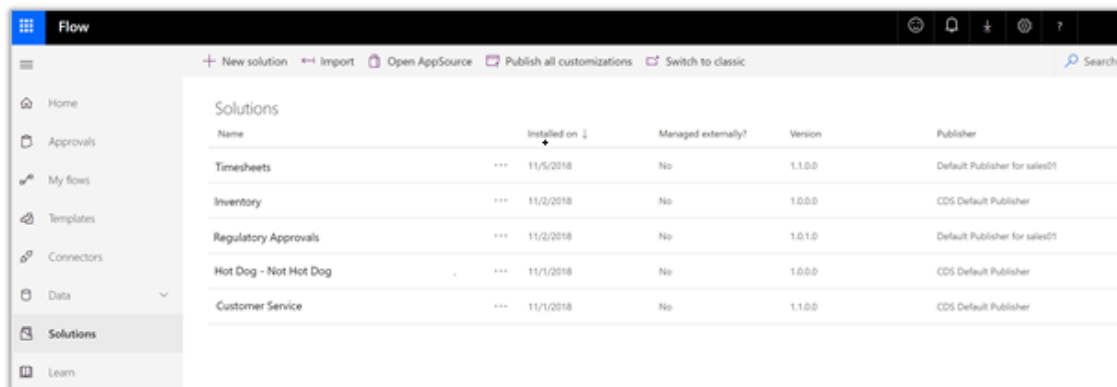 Flow
?
New solution Import Open AppSource Publish all customizations Switch to classic Search
Home
Approvals
My flows
Templates
Connectors
Data
Solutions
Learn
Solutions
Name Installed on ↓ Managed externally? Version Publisher
Timesheets ... 11/5/2018 No 1.1.0.0 Default Publisher for sales01
Inventory ... 11/2/2018 No 1.0.0.0 CDS Default Publisher
Regulatory Approvals ... 11/2/2018 No 1.0.1.0 Default Publisher for sales01
Hot Dog - Not Hot Dog ... 11/1/2018 No 1.0.0.0 CDS Default Publisher
Customer Service ... 11/1/2018 No 1.1.0.0 CDS Default Publisher